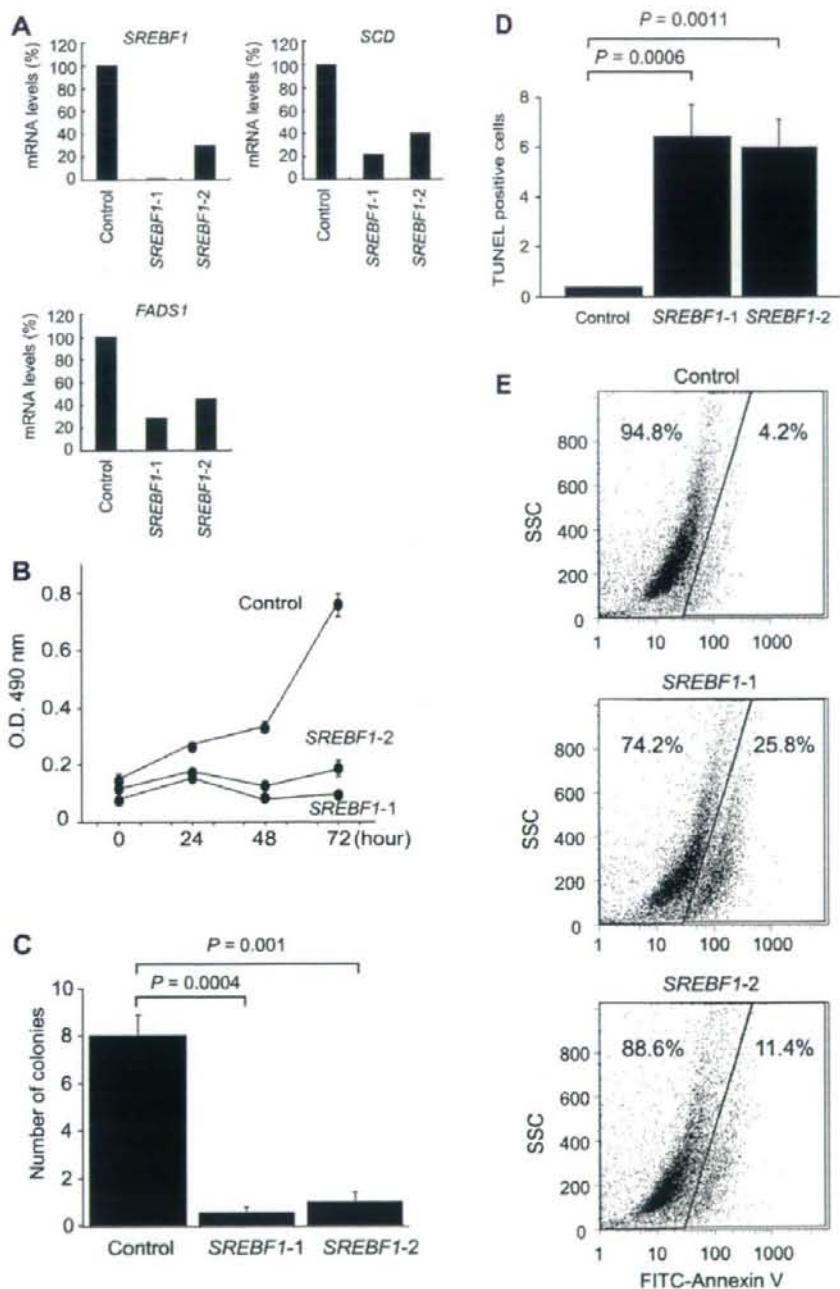 A
SREBF1
mRNA levels (%)
120
100
80
60
40
20
0
Control
SREBF1-1
SREBF1-2
SCD
mRNA levels (%)
120
100
80
60
40
20
0
Control
SREBF1-1
SREBF1-2
FADS1
mRNA levels (%)
120
100
80
60
40
20
0
Control
SREBF1-1
SREBF1-2
B
O.D. 490 nm
0.8
0.6
0.4
0.2
0
Control
SREBF1-2
SREBF1-1
0 24 48 72 (hour)
C
P = 0.001
P = 0.0004
Number of colonies
10
8
6
4
2
0
Control SREBF1-1 SREBF1-2
D
P = 0.0011
P = 0.0006
TUNEL positive cells
8
6
4
2
0
Control SREBF1-1 SREBF1-2
E
Control
94.8% 4.2%
SSC
800
600
400
200
0
1 10 100 1000
SREBF1-1
74.2% 25.8%
SSC
800
600
400
200
0
1 10 100 1000
SREBF1-2
88.6% 11.4%
SSC
800
600
400
200
0
1 10 100 1000
FITC-Annexin V